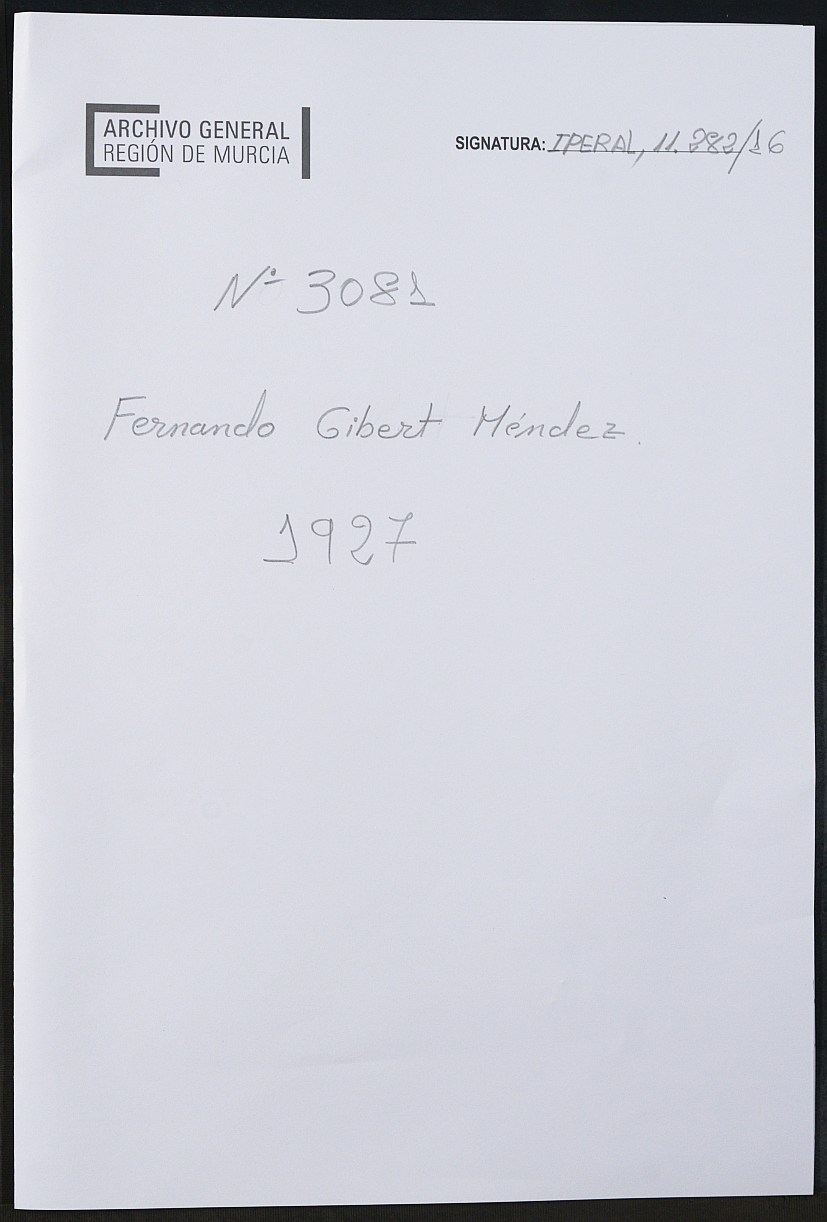 ARCHIVO GENERAL
REGIÓN DE MURCIA
SIGNATURA: IPERAL, 11.282/16
Nº 3081
Fernando Gibert Méndez.
1927